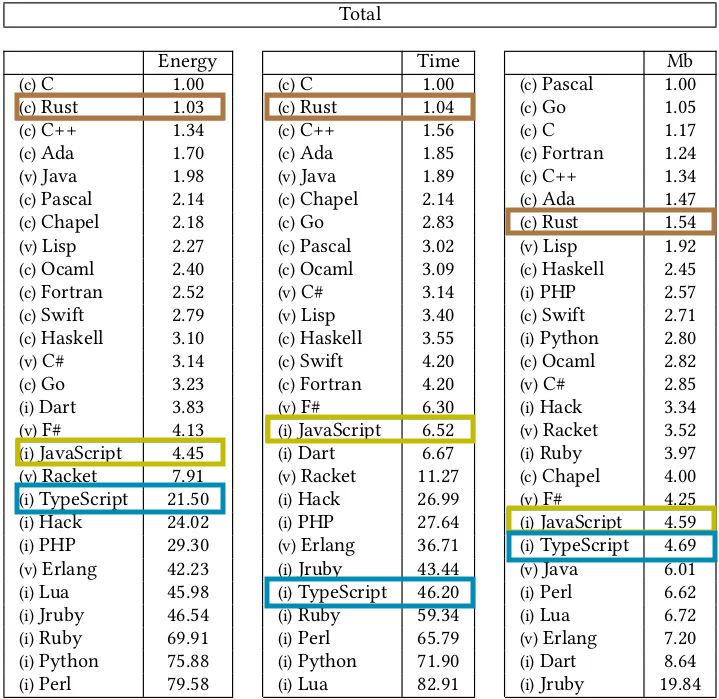 Total
Energy
(c) C 1.00
(c) Rust 1.03
(c) C++ 1.34
(c) Ada 1.70
(v) Java 1.98
(c) Pascal 2.14
(c) Chapel 2.18
(v) Lisp 2.27
(c) Ocaml 2.40
(c) Fortran 2.52
(c) Swift 2.79
(c) Haskell 3.10
(v) C# 3.14
(c) Go 3.23
(i) Dart 3.83
(v) F# 4.13
(i) JavaScript 4.45
(v) Racket 7.91
(i) TypeScript 21.50
(i) Hack 24.02
(i) PHP 29.30
(v) Erlang 42.23
(i) Lua 45.98
(i) Jruby 46.54
(i) Ruby 69.91
(i) Python 75.88
(i) Perl 79.58
Time
(c) C 1.00
(c) Rust 1.04
(c) C++ 1.56
(c) Ada 1.85
(v) Java 1.89
(c) Chapel 2.14
(c) Go 2.83
(c) Pascal 3.02
(c) Ocaml 3.09
(v) C# 3.14
(v) Lisp 3.40
(c) Haskell 3.55
(c) Swift 4.20
(c) Fortran 4.20
(v) F# 6.30
(i) JavaScript 6.52
(i) Dart 6.67
(v) Racket 11.27
(i) Hack 26.99
(i) PHP 27.64
(v) Erlang 36.71
(i) Jruby 43.44
(i) TypeScript 46.20
(i) Ruby 59.34
(i) Perl 65.79
(i) Python 71.90
(i) Lua 82.91
Mb
(c) Pascal 1.00
(c) Go 1.05
(c) C 1.17
(c) Fortran 1.24
(c) C++ 1.34
(c) Ada 1.47
(c) Rust 1.54
(v) Lisp 1.92
(c) Haskell 2.45
(i) PHP 2.57
(c) Swift 2.71
(i) Python 2.80
(c) Ocaml 2.82
(v) C# 2.85
(i) Hack 3.34
(v) Racket 3.52
(i) Ruby 3.97
(c) Chapel 4.00
(v) F# 4.25
(i) JavaScript 4.59
(i) TypeScript 4.69
(v) Java 6.01
(i) Perl 6.62
(i) Lua 6.72
(v) Erlang 7.20
(i) Dart 8.64
(i) Jruby 19.84